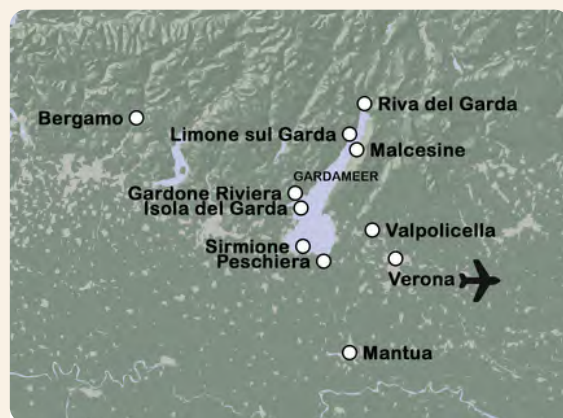 Riva del Garda
Bergamo
Limone sul Garda
Malcesine
GARDAMEER
Gardone Riviera
Isola del Garda
Valpolicella
Sirmione
Peschiera
Verona
Mantua